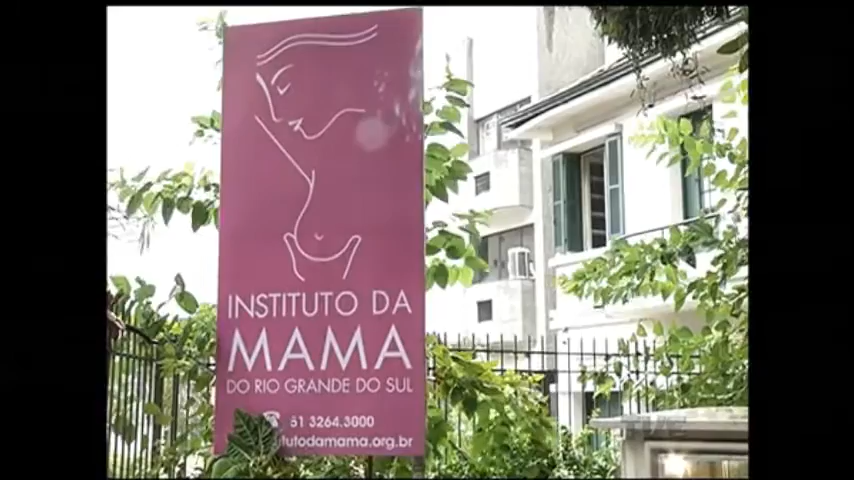 INSTITUTO DA
MAMA
DO RIO GRANDE DO SUL
51 3264.3000
tutodamama.org.br